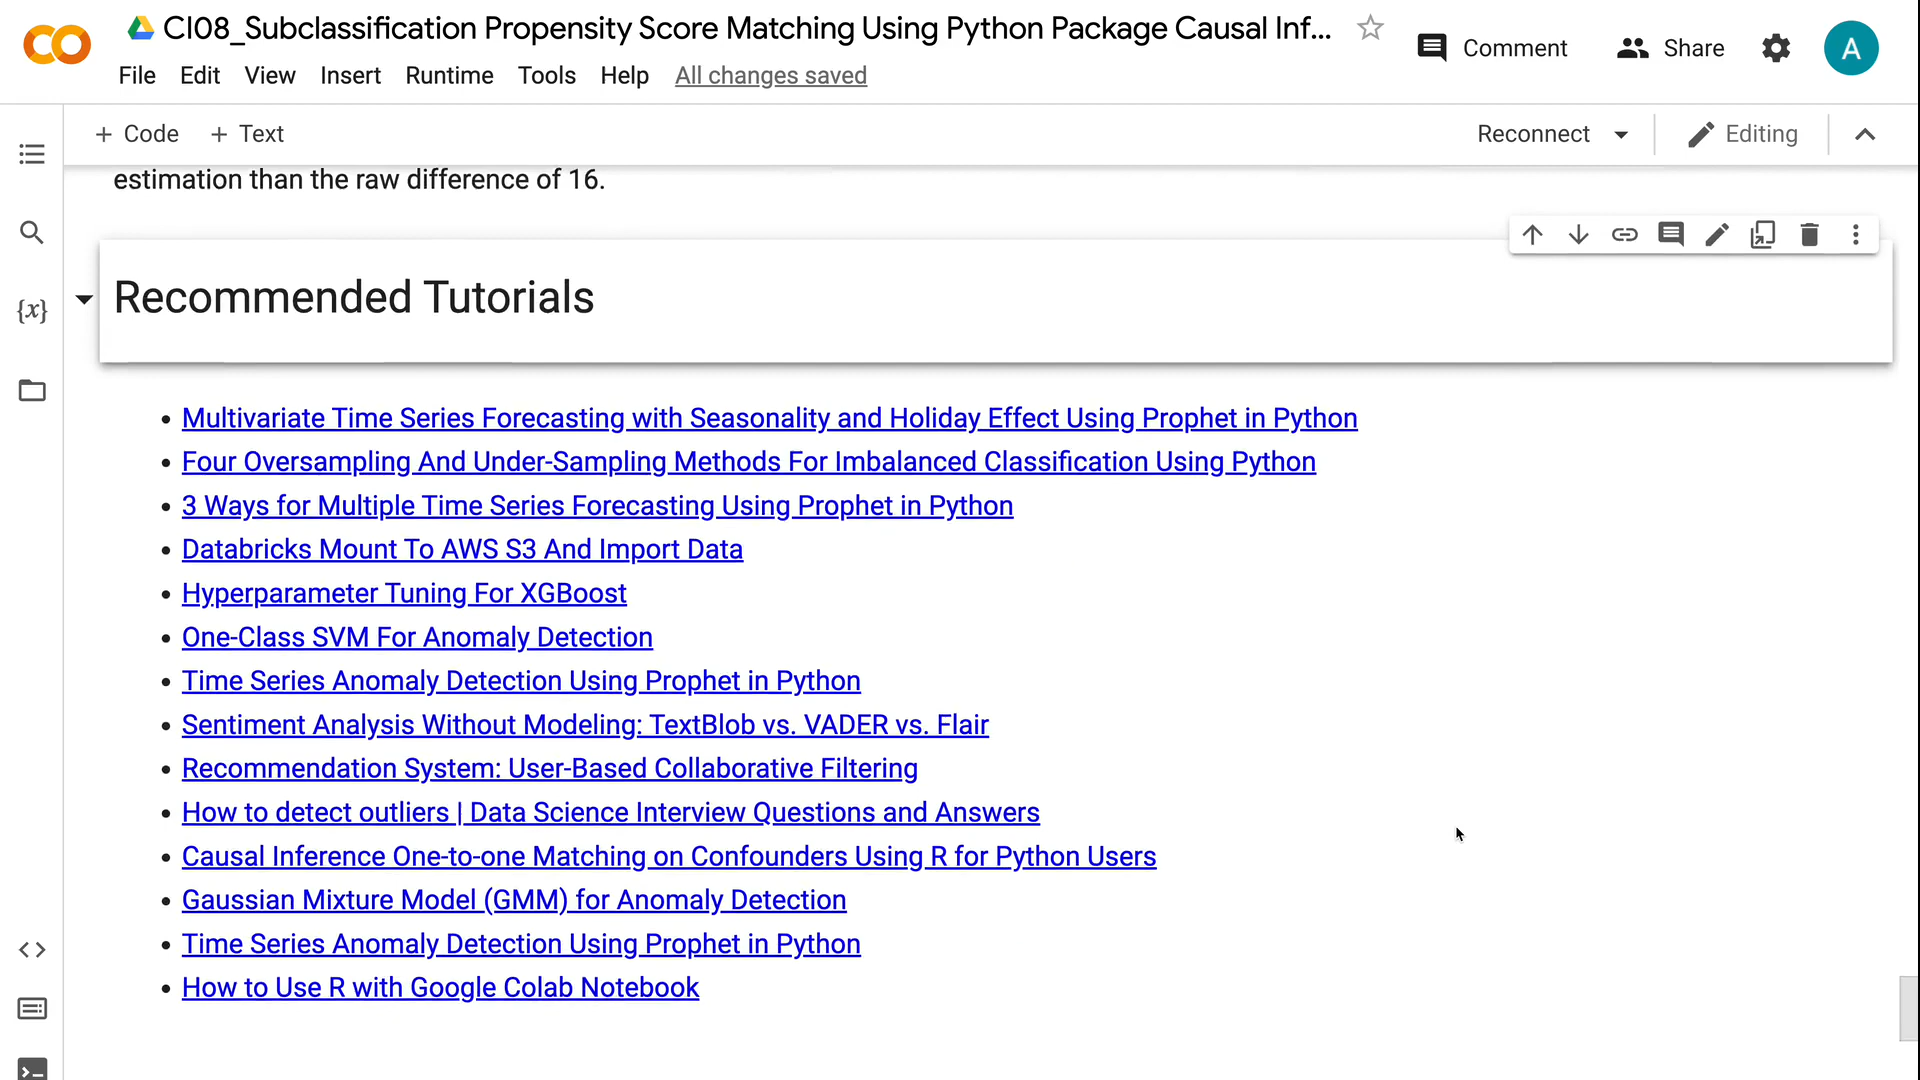 CI08_Subclassification Propensity Score Matching Using Python Package Causal Inf...
Comment
Share
A
File Edit View Insert Runtime Tools Help All changes saved
+ Code + Text
Reconnect
Editing
estimation than the raw difference of 16.
{x}
Recommended Tutorials
• Multivariate Time Series Forecasting with Seasonality and Holiday Effect Using Prophet in Python
• Four Oversampling And Under-Sampling Methods For Imbalanced Classification Using Python
• 3 Ways for Multiple Time Series Forecasting Using Prophet in Python
• Databricks Mount To AWS S3 And Import Data
• Hyperparameter Tuning For XGBoost
• One-Class SVM For Anomaly Detection
• Time Series Anomaly Detection Using Prophet in Python
• Sentiment Analysis Without Modeling: TextBlob vs. VADER vs. Flair
• Recommendation System: User-Based Collaborative Filtering
• How to detect outliers | Data Science Interview Questions and Answers
• Causal Inference One-to-one Matching on Confounders Using R for Python Users
• Gaussian Mixture Model (GMM) for Anomaly Detection
• Time Series Anomaly Detection Using Prophet in Python
• How to Use R with Google Colab Notebook